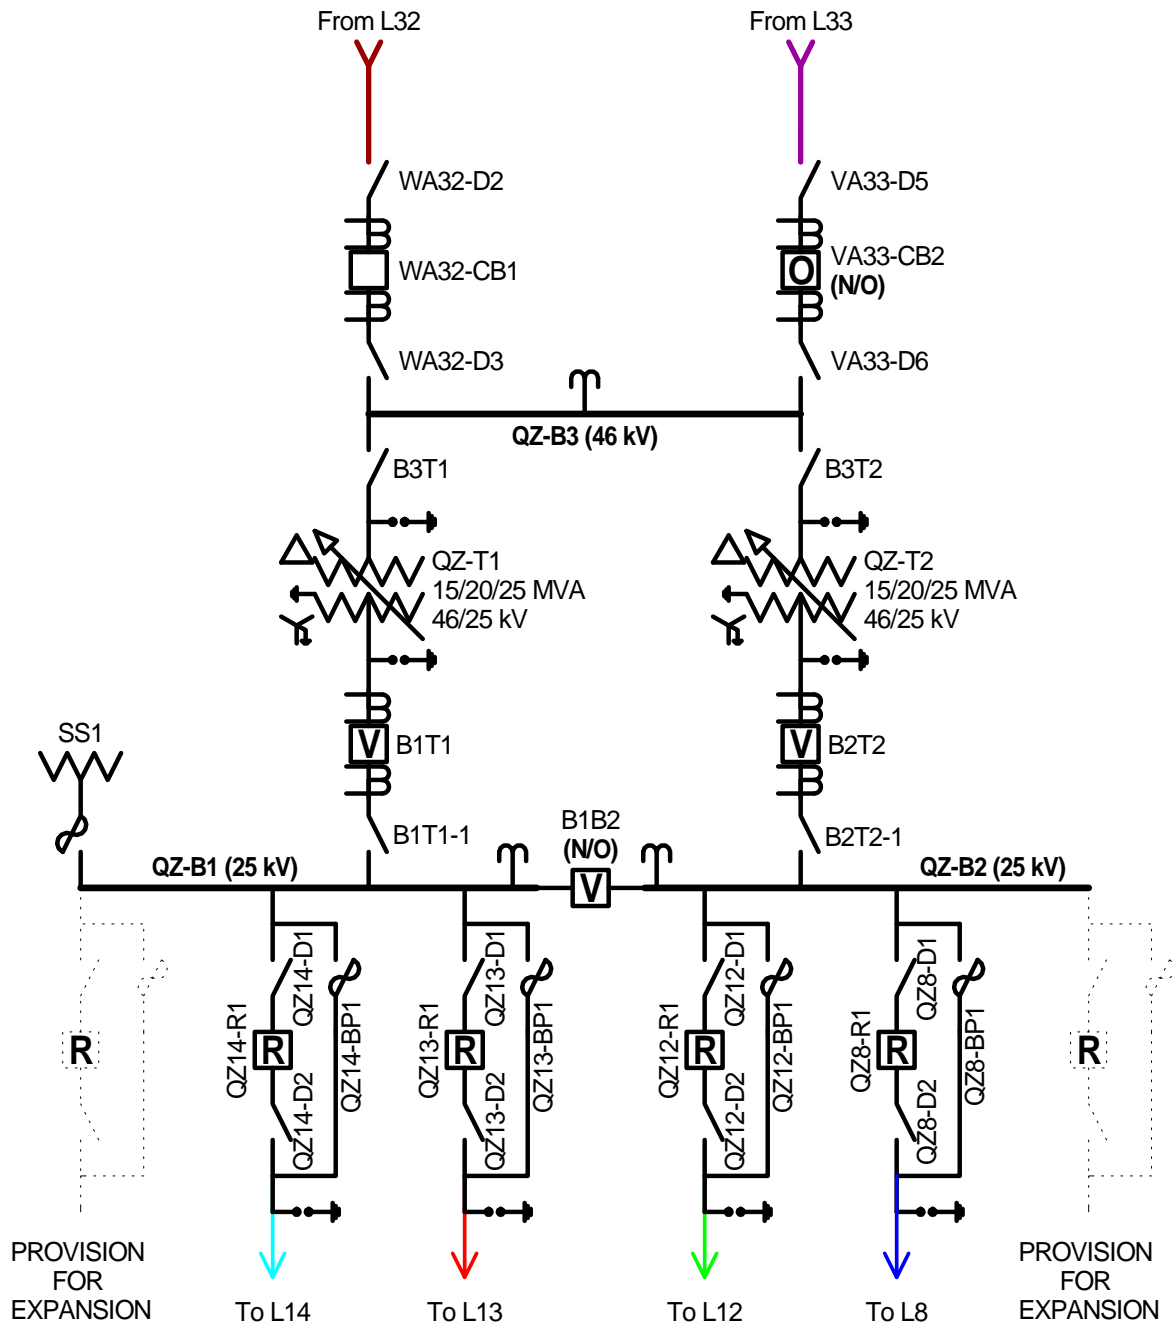 From L32
From L33
WA32-D2
VA33-D5
WA32-CB1
O
VA33-CB2
(N/O)
WA32-D3
VA33-D6
QZ-B3 (46 kV)
B3T1
B3T2
QZ-T1
15/20/25 MVA
46/25 kV
QZ-T2
15/20/25 MVA
46/25 kV
SS1
V
B1T1
V
B2T2
B1T1-1
B1B2
(N/O)
V
B2T2-1
QZ-B1 (25 kV)
QZ-B2 (25 kV)
R
QZ14-R1
R
QZ14-D1
QZ14-D2
QZ14-BP1
QZ13-R1
R
QZ13-D1
QZ13-D2
QZ13-BP1
QZ12-R1
R
QZ12-D1
QZ12-D2
QZ12-BP1
QZ8-R1
R
QZ8-D1
QZ8-D2
QZ8-BP1
R
PROVISION
FOR
EXPANSION
To L14
To L13
To L12
To L8
PROVISION
FOR
EXPANSION